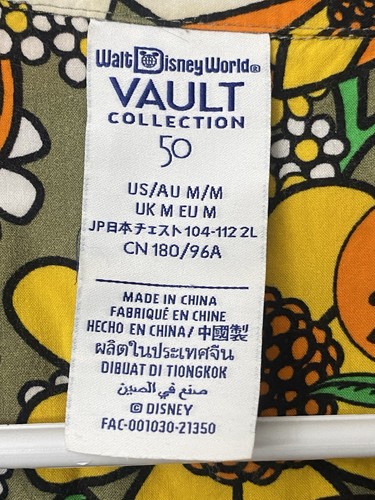 Walt Disney World®
VAULT
COLLECTION
50
US/AU M/M
UK M EU M
JP日本チェスト 104-112 2L
CN 180/96A
MADE IN CHINA
FABRIQUÉ EN CHINE
HECHO EN CHINA/ 中國製
ผลิตในประเทศจีน
DIBUAT DI TIONGKOK
صنع في الصين
© DISNEY
FAC-001030-21350